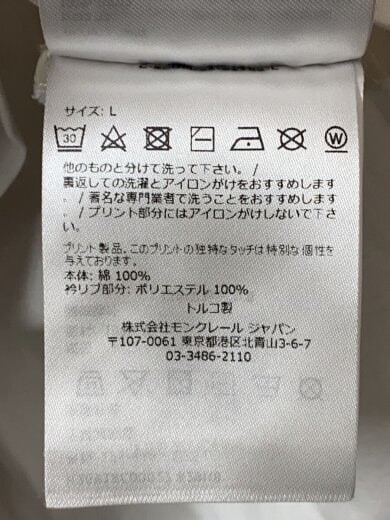 サイズ: L
30
W
他のものと分けて洗って下さい。/
裏返しての洗濯とアイロンがけをおすすめします
。/ 著名な専門業者で洗うことをおすすめします
。/ プリント部分にはアイロンがけしないで下さ
い。
プリント製品。このプリントの独特なタッチは特別な個性を
与えております。
本体: 綿 100%
衿リブ部分: ポリエステル 100%
トルコ製
株式会社モンクレール ジャパン
〒107-0061 東京都港区北青山3-6-7
03-3486-2110